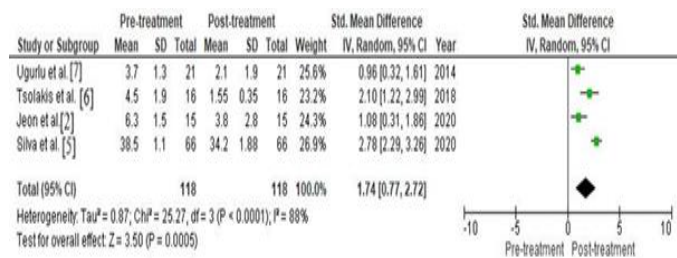 Pre-treatment Post-treatment Std. Mean Difference Std. Mean Difference
Study or Subgroup Mean SD Total Mean SD Total Weight IV, Random, 95% CI Year IV, Random, 95% CI
Ugurlu et al. [7] 3.7 1.3 21 2.1 1.9 21 25.6% 0.96 [0.32, 1.61] 2014
Tsolakis et al. [6] 4.5 1.9 16 1.55 0.35 16 23.2% 2.10 [1.22, 2.99] 2018
Jeon et al.[2] 6.3 1.5 15 3.8 2.8 15 24.3% 1.08 [0.31, 1.86] 2020
Silva et al. [5] 38.5 1.1 66 34.2 1.88 66 26.9% 2.78 [2.29, 3.26] 2020
Total (95% CI) 118 118 100.0% 1.74 [0.77, 2.72]
Heterogeneity: Tau² = 0.87; Chi² = 25.27, df = 3 (P < 0.0001); I² = 88%
Test for overall effect: Z = 3.50 (P = 0.0005)
-10 -5 0 5 10
Pre-treatment Post-treatment